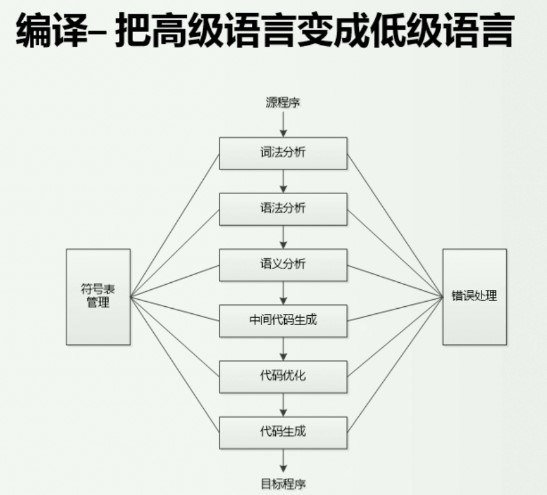 编译– 把高级语言变成低级语言
源程序
词法分析
语法分析
语义分析
符号表
管理
错误处理
中间代码生成
代码优化
代码生成
目标程序